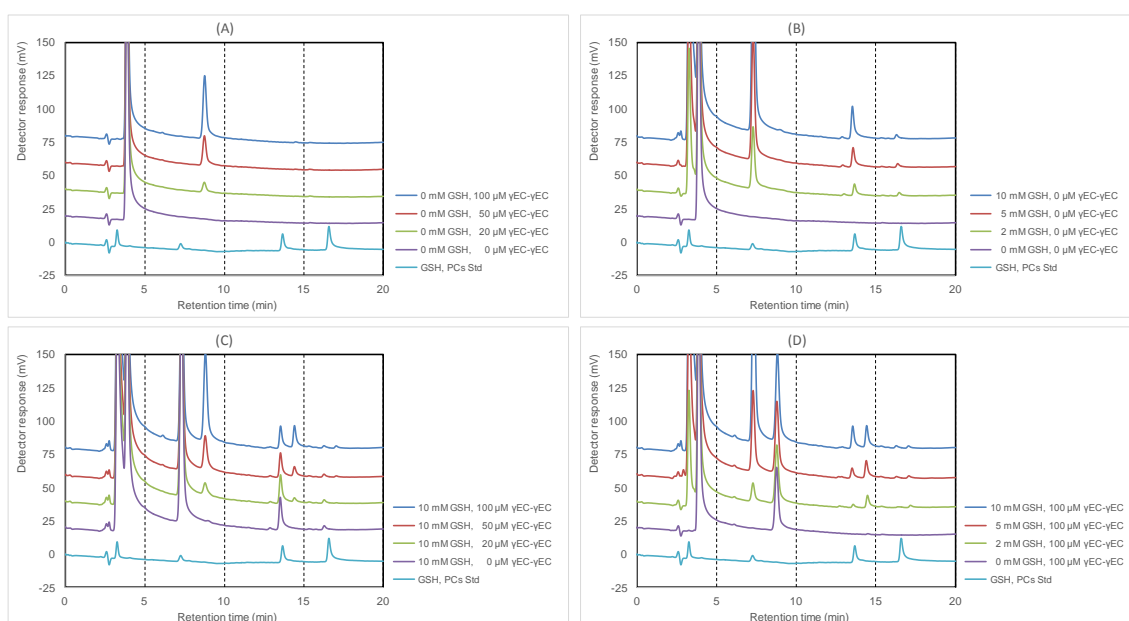 (A)
Detector response (mV)
150
125
100
75
50
25
0
-25
0 5 10 15 20
Retention time (min)
0 mM GSH, 100 µM γEC-γEC
0 mM GSH, 50 µM γEC-γEC
0 mM GSH, 20 µM γEC-γEC
0 mM GSH, 0 µM γEC-γEC
GSH, PCs Std
(B)
Detector response (mV)
150
125
100
75
50
25
0
-25
0 5 10 15 20
Retention time (min)
10 mM GSH, 0 µM γEC-γEC
5 mM GSH, 0 µM γEC-γEC
2 mM GSH, 0 µM γEC-γEC
0 mM GSH, 0 µM γEC-γEC
GSH, PCs Std
(C)
Detector response (mV)
150
125
100
75
50
25
0
-25
0 5 10 15 20
Retention time (min)
10 mM GSH, 100 µM γEC-γEC
10 mM GSH, 50 µM γEC-γEC
10 mM GSH, 20 µM γEC-γEC
10 mM GSH, 0 µM γEC-γEC
GSH, PCs Std
(D)
Detector response (mV)
150
125
100
75
50
25
0
-25
0 5 10 15 20
Retention time (min)
10 mM GSH, 100 µM γEC-γEC
5 mM GSH, 100 µM γEC-γEC
2 mM GSH, 100 µM γEC-γEC
0 mM GSH, 100 µM γEC-γEC
GSH, PCs Std